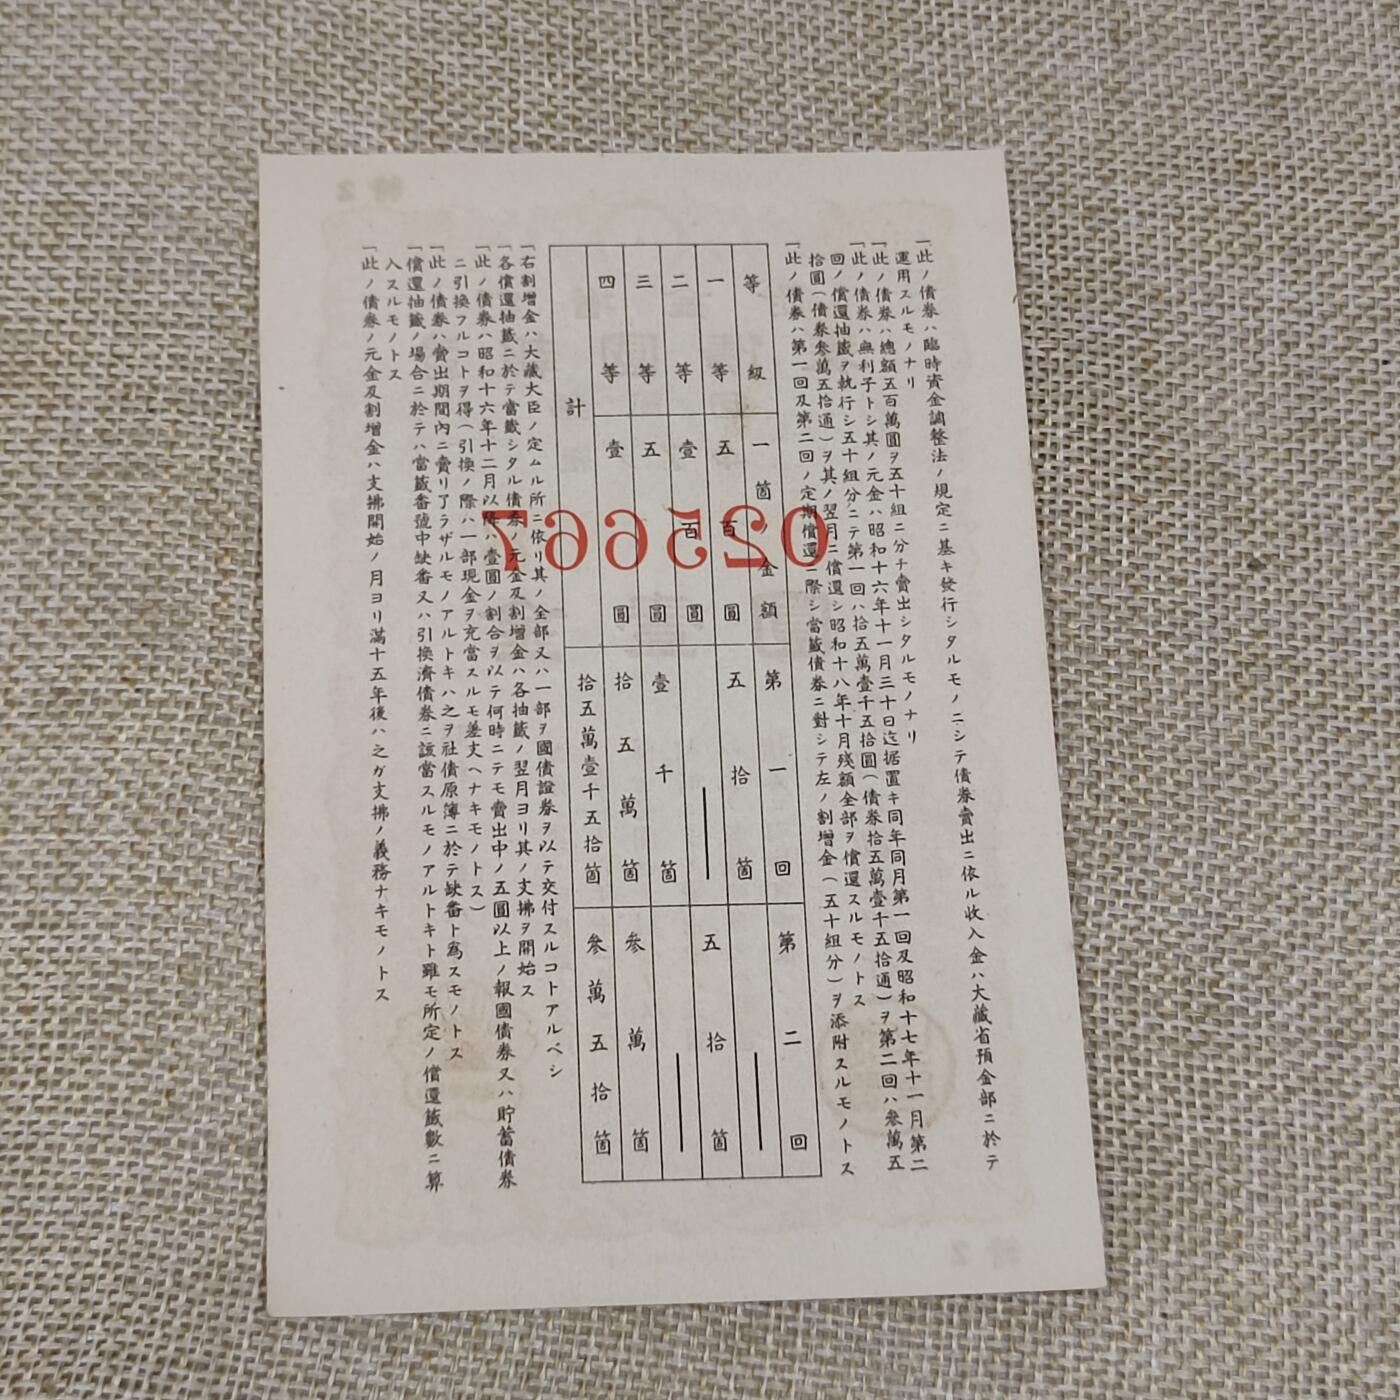 一此ノ債券ハ臨時資金調整法ノ規定ニ基キ發行シタルモノニシテ債券賣出ニ依ル收入金ハ大藏省預金部ニ於テ
運用スルモノナリ
一此ノ債券ハ總額五百萬圓ヲ五十組ニ分チ賣出シタルモノナリ
一此ノ債券ハ無利子トシ其ノ元金ハ昭和十六年十一月三十日迄据置キ同年同月第一回及昭和十七年十一月第二
回ノ償還抽籤ヲ執行シ五十組分ニテ第一回ハ拾五萬壹千五拾圓(債券拾五萬壹千五拾通)ヲ第二回ハ參萬五
拾圓(債券參萬五拾通)ヲ其ノ翌月ニ償還シ昭和十八年十月殘額全部ヲ償還スルモノトス
一此ノ債券ハ第一回及第二回ノ定期償還ニ際シ當籤債券ニ對シテ左ノ割增金(五十組分)ヲ添附スルモノトス
等級 一箇ノ金額 第一回 第二回
一等 五百圓 五拾箇 ――
二等 壹百圓 ―― 五拾箇
三等 五圓 壹千箇 ――
四等 壹圓 拾五萬箇 參萬箇
計 拾五萬壹千五拾箇 參萬五拾箇
一右割增金ハ大藏大臣ノ定ムル所ニ依リ其ノ全部又ハ一部ヲ國債證券ヲ以テ交付スルコトアルベシ
一各償還抽籤ニ於テ當籤シタル債券ノ元金及割增金ハ各抽籤ノ翌月ヨリ其ノ支拂ヲ開始ス
一此ノ債券ハ昭和十六年十二月以降ハ壹圓ノ割合ヲ以テ何時ニテモ賣出中ノ五圓以上ノ報國債券又ハ貯蓄債券
ニ引換フルコトヲ得(引換ノ際ハ一部現金ヲ充當スルモ差支ヘナキモノトス)
一此ノ債券ハ賣出期間內ニ賣リ了ラザルモノアルトキハ之ヲ社債原簿ニ於テ缺番ト爲スモノトス
一償還抽籤ノ場合ニ於テハ當籤番號中缺番又ハ引換濟債券ニ該當スルモノアルトキト雖モ所定ノ償還籤數ニ算
入スルモノトス
一此ノ債券ノ元金及割增金ハ支拂開始ノ月ヨリ滿十五年後ハ之ガ支拂ノ義務ナキモノトス
025667